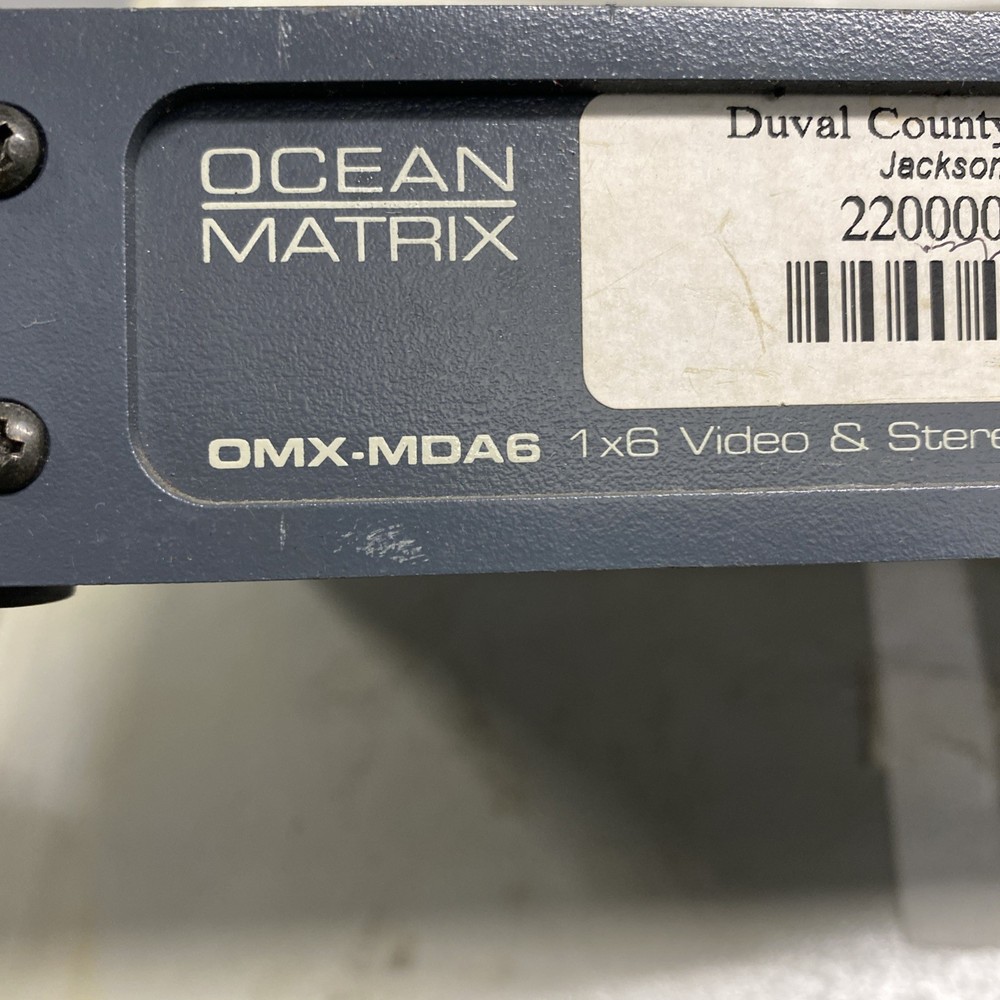 OCEAN
MATRIX
Duval County
Jackson
220000
OMX-MDA6 1x6 Video & Stere